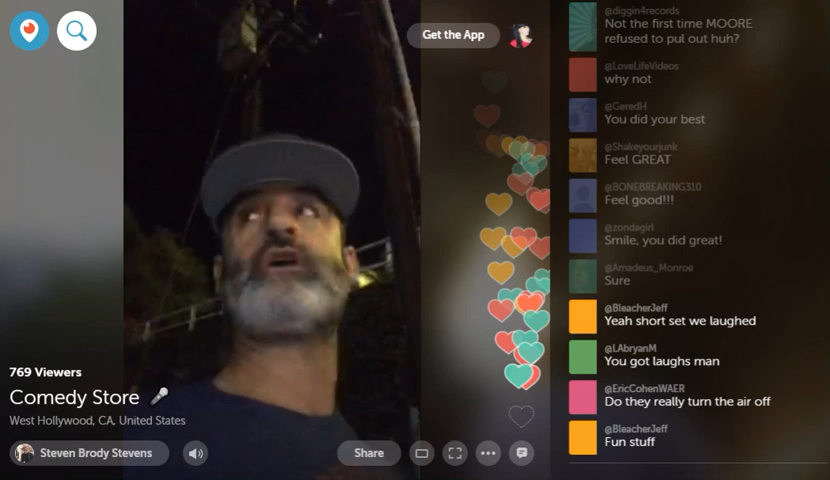 Get the App
769 Viewers
Comedy Store
West Hollywood, CA, United States
Steven Brody Stevens
Share
@diggin4records
Not the first time MOORE
refused to pull out huh?
@LoveLifeVideos
why not
@GeredH
You did your best
@Shakeyourjunk
Feel GREAT
@BONEBREAKING310
Feel good!!!
@zondagirl
Smile, you did great!
@Amadeus_Monroe
Sure
@BleacherJeff
Yeah short set we laughed
@LAbryanM
You got laughs man
@EricCohenWAER
Do they really turn the air off
@BleacherJeff
Fun stuff